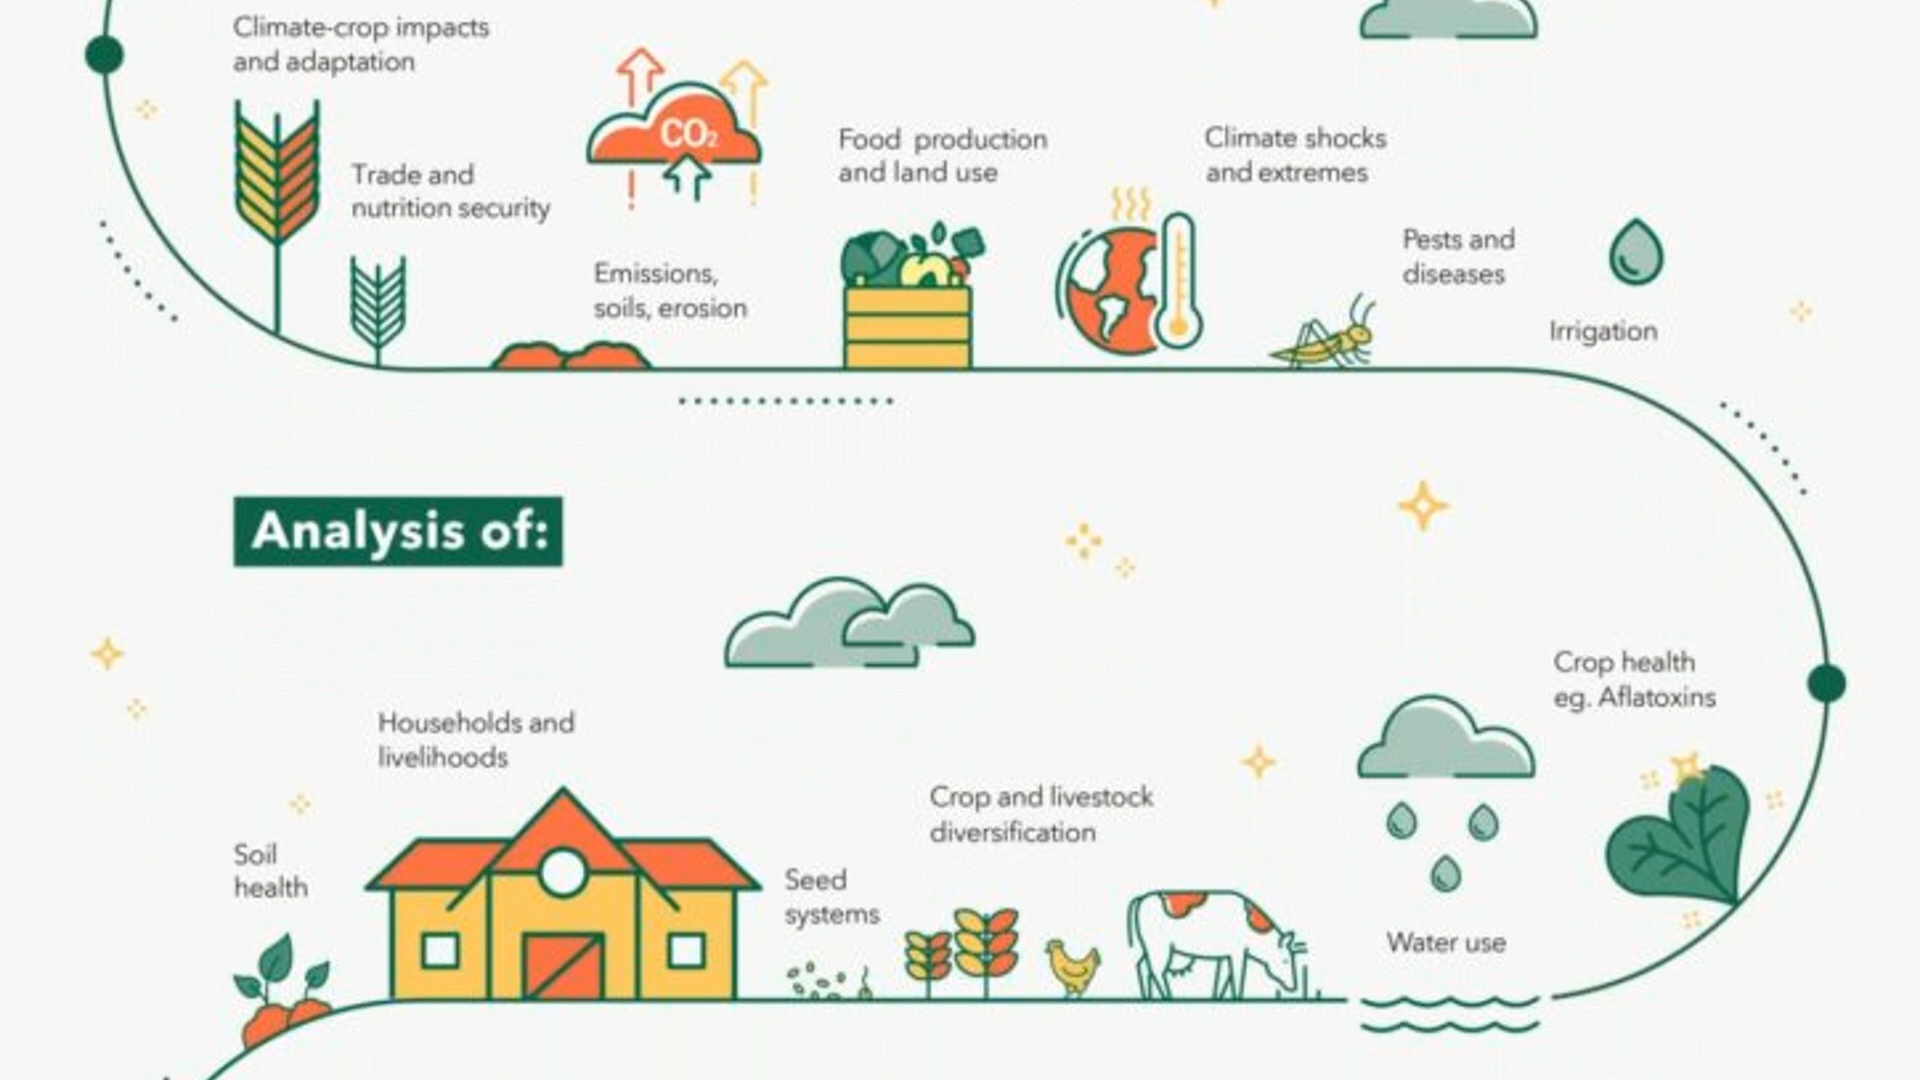 Climate-crop impacts
and adaptation
Trade and
nutrition security
CO₂
Emissions,
soils, erosion
Food production
and land use
Climate shocks
and extremes
Pests and
diseases
Irrigation
Analysis of:
Soil
health
Households and
livelihoods
Seed
systems
Crop and livestock
diversification
Water use
Crop health
eg. Aflatoxins